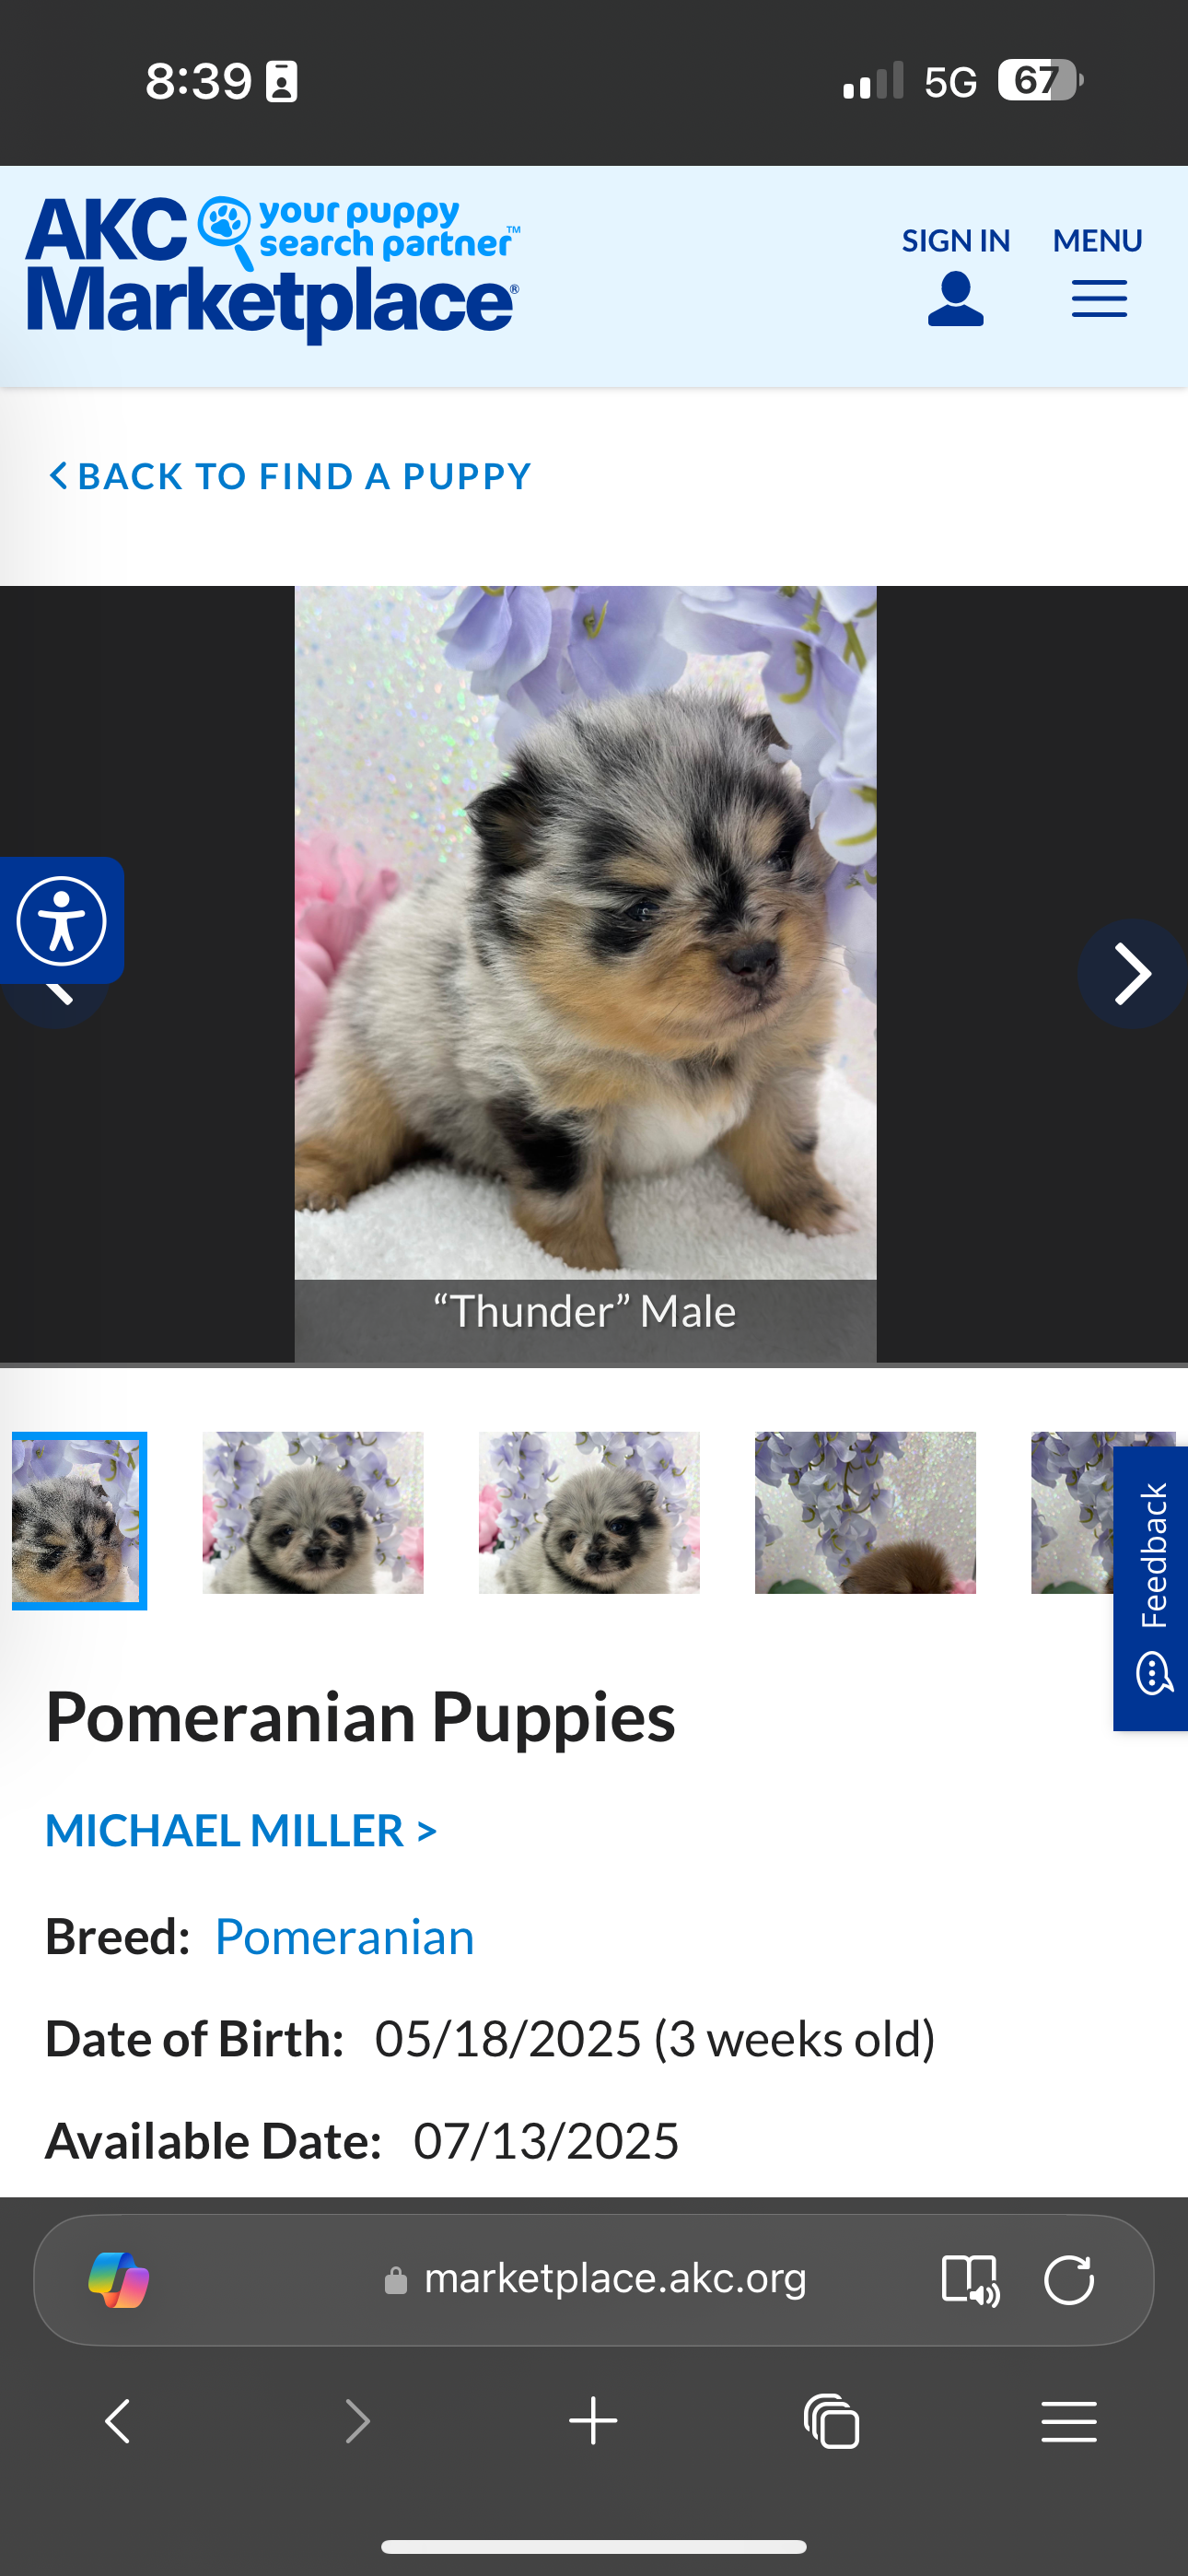 8:39
5G 67
AKC your puppy
search partner™
Marketplace®
SIGN IN MENU
BACK TO FIND A PUPPY
“Thunder” Male
Feedback
Pomeranian Puppies
MICHAEL MILLER >
Breed: Pomeranian
Date of Birth: 05/18/2025 (3 weeks old)
Available Date: 07/13/2025
marketplace.akc.org